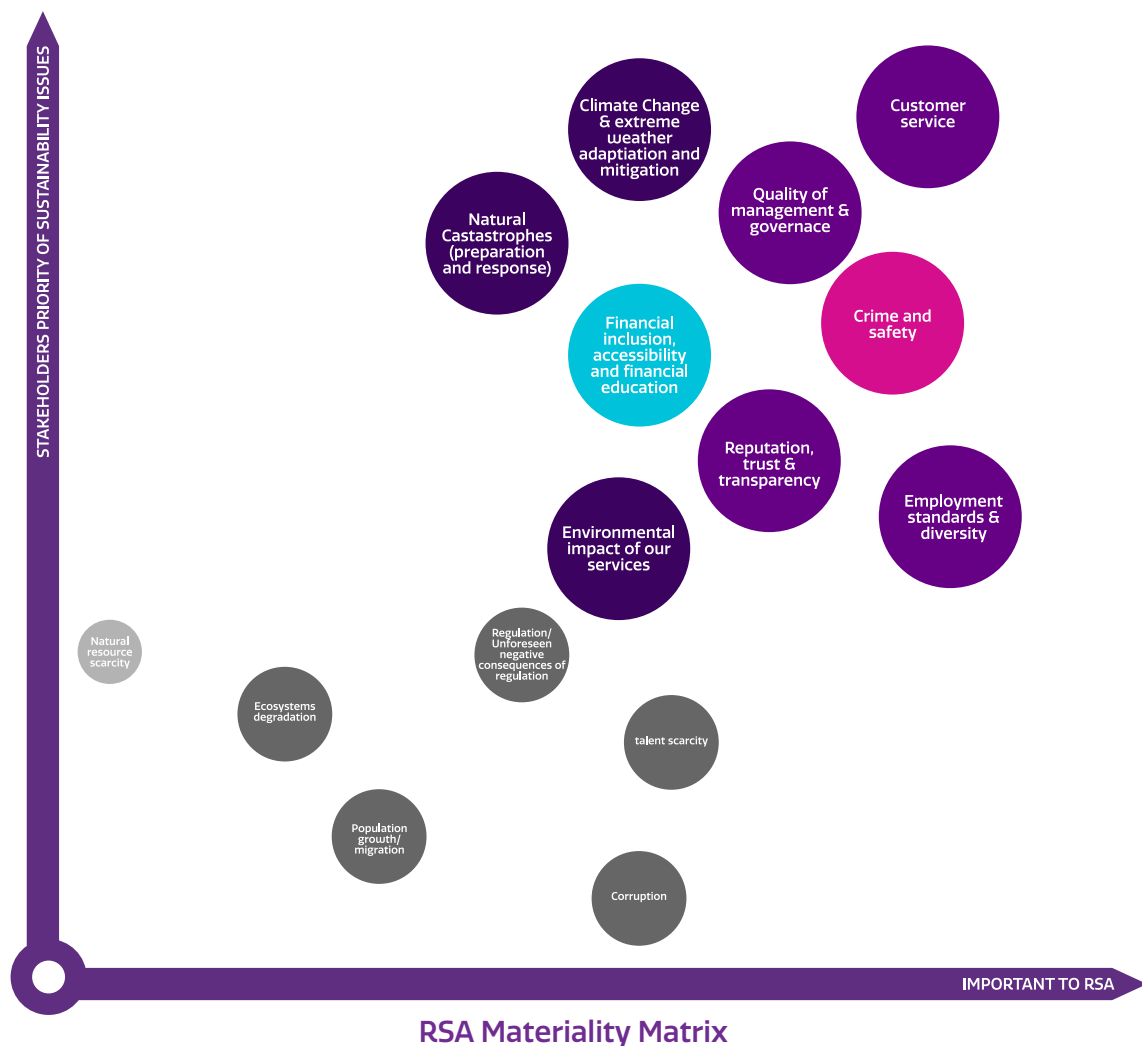 STAKEHOLDERS PRIORITY OF SUSTAINABILITY ISSUES
Climate Change
& extreme
weather
adaptiation and
mitigation
Customer
service
Quality of
management &
governace
Natural
Castastrophes
(preparation
and response)
Crime and
safety
Financial
inclusion,
accessibility
and financial
education
Reputation,
trust &
transparency
Employment
standards &
diversity
Environmental
impact of our
services
Natural
resource
scarcity
Regulation/
Unforeseen
negative
consequences of
regulation
Ecosystems
degradation
talent scarcity
Population
growth/
migration
Corruption
IMPORTANT TO RSA
RSA Materiality Matrix